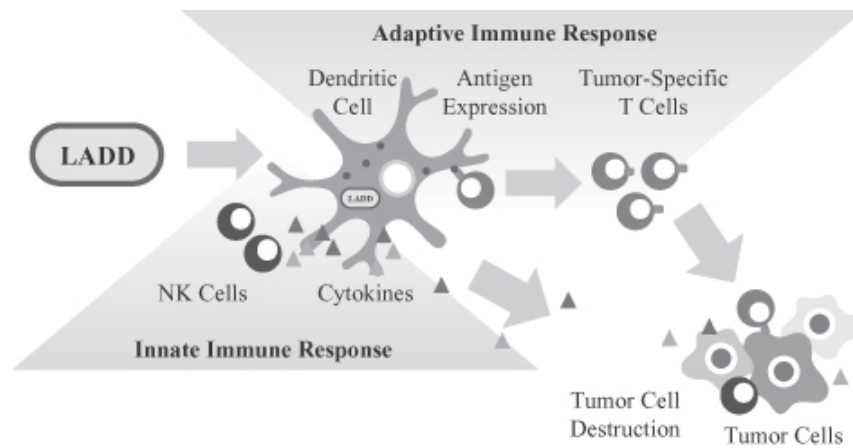 Adaptive Immune Response
Dendritic
Cell
Antigen
Expression
Tumor-Specific
T Cells
LADD
LADD
NK Cells
Cytokines
Innate Immune Response
Tumor Cell
Destruction
Tumor Cells